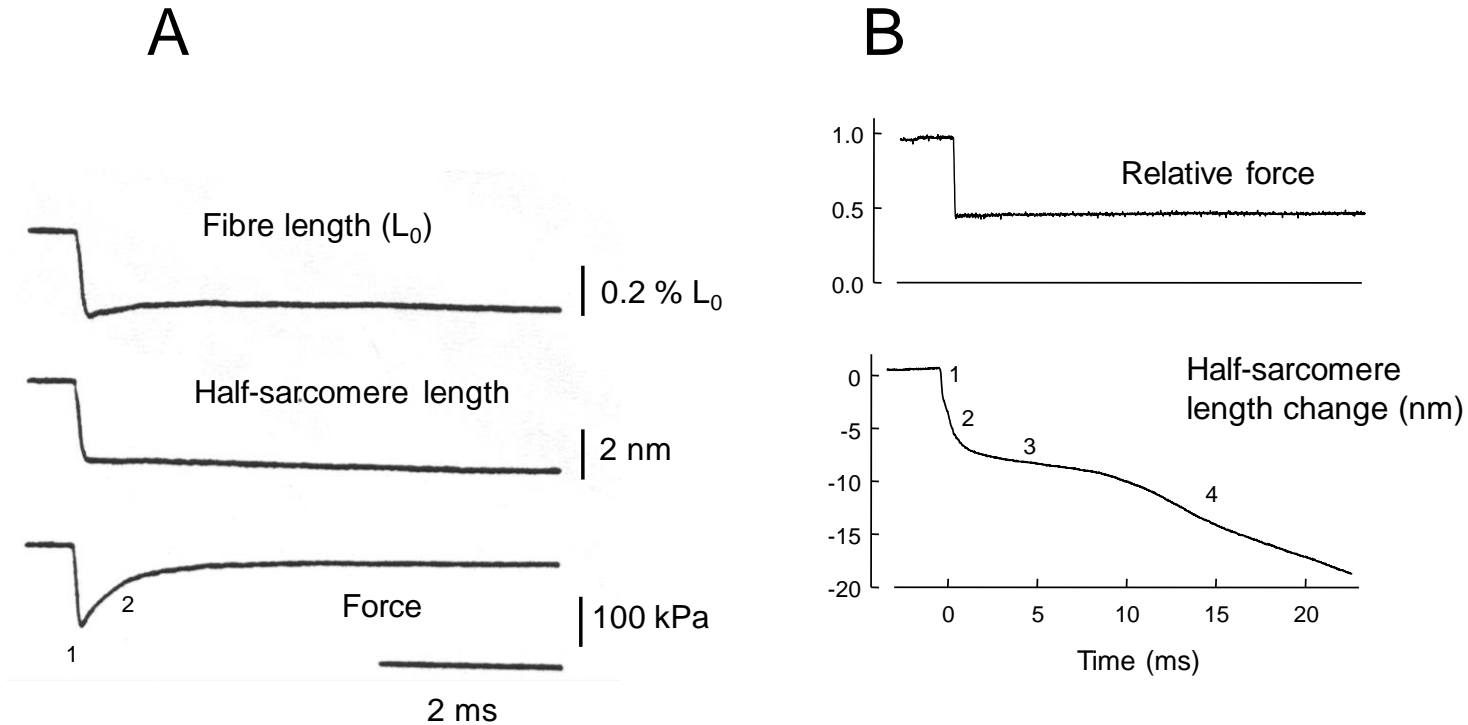 A
Fibre length (L₀)
0.2 % L₀
Half-sarcomere length
2 nm
Force
100 kPa
1
2
2 ms
B
1.0
0.5
0.0
Relative force
0
-5
-10
-15
-20
Half-sarcomere
length change (nm)
1
2
3
4
0 5 10 15 20
Time (ms)